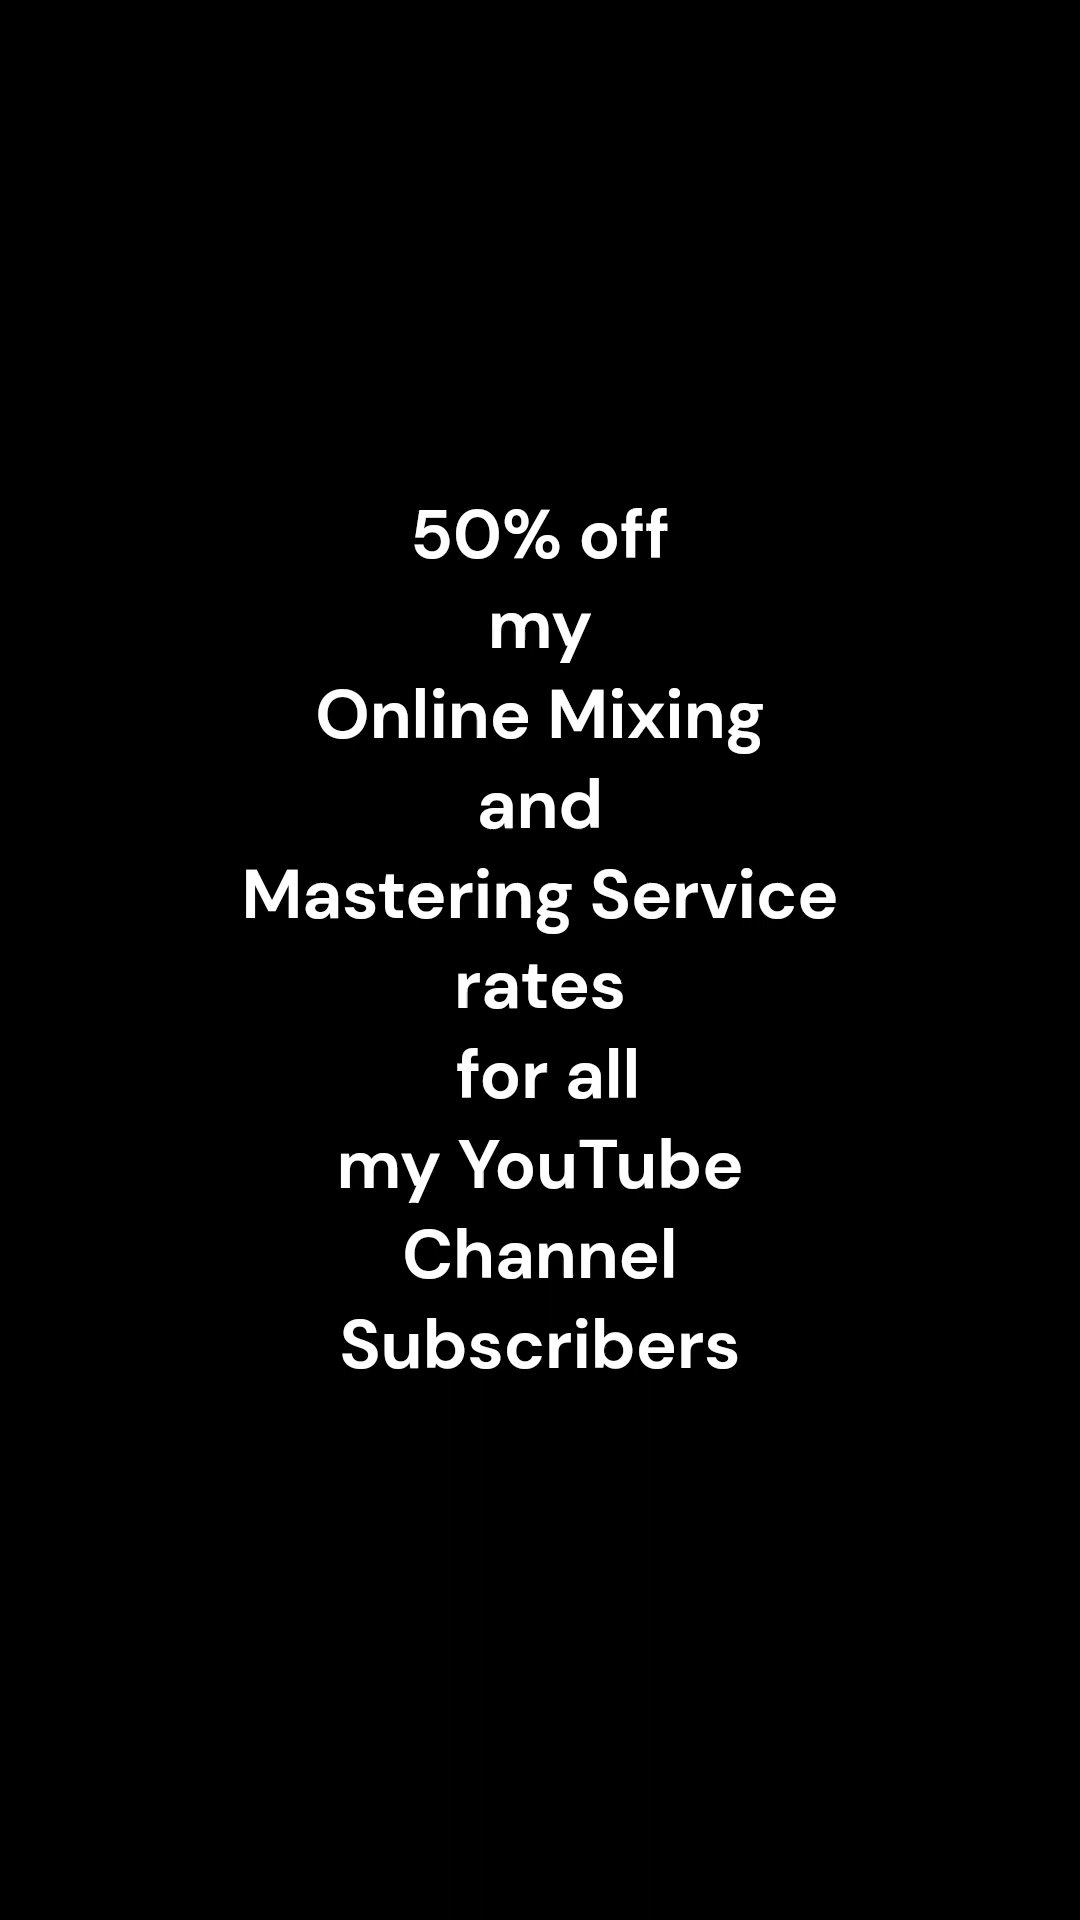 50% off
my
Online Mixing
and
Mastering Service
rates
for all
my YouTube
Channel
Subscribers